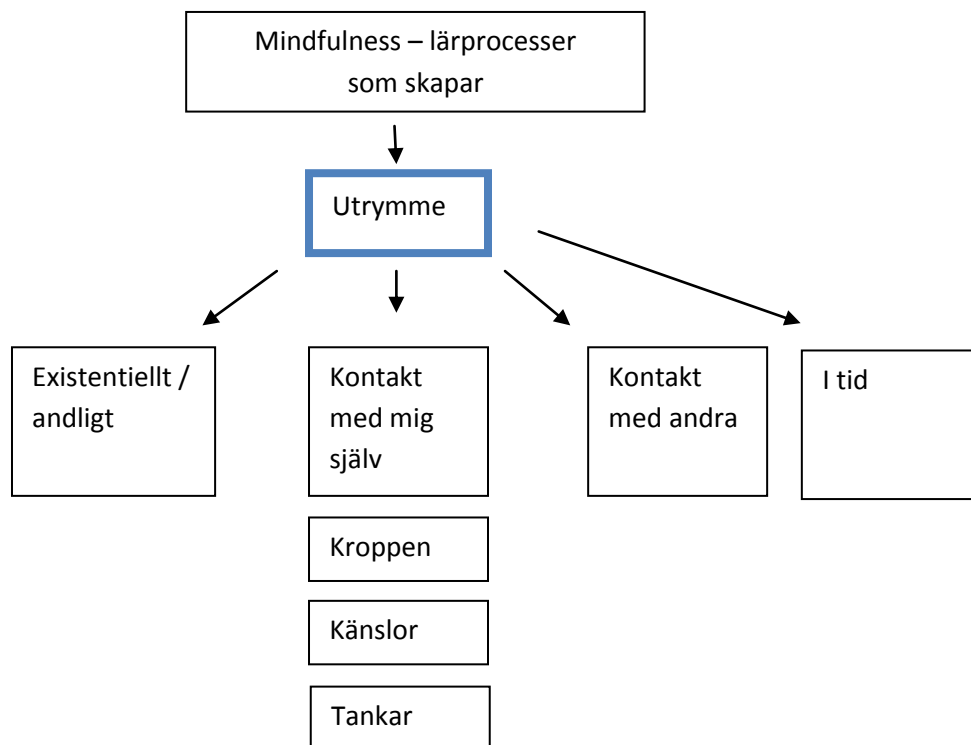 Mindfulness – lärprocesser
som skapar
Utrymme
Existentiellt /
andligt
Kontakt
med mig
själv
Kontakt
med andra
I tid
Kroppen
Känslor
Tankar